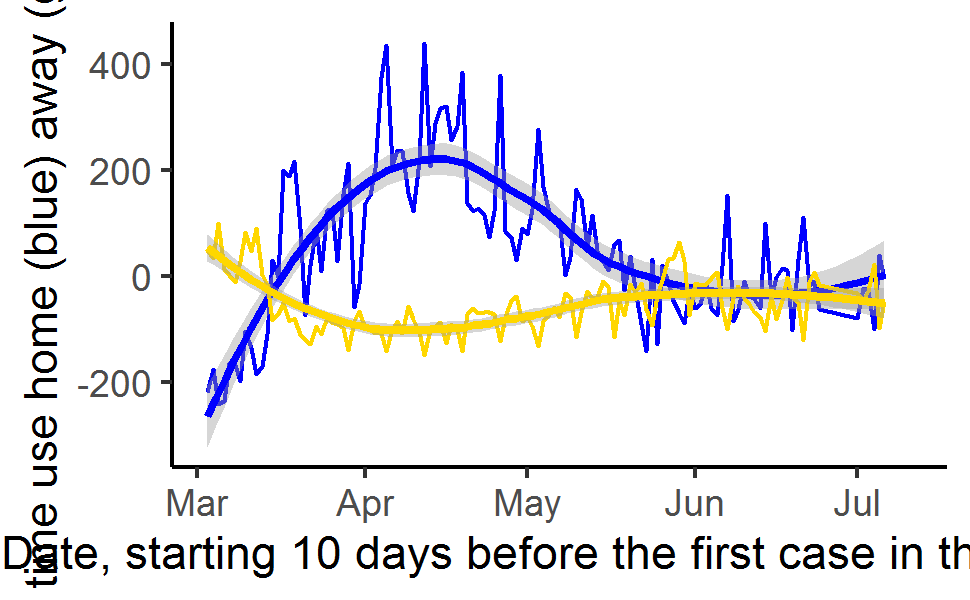 time use home (blue) away (
400
200
0
-200
Mar Apr May Jun Jul
Date, starting 10 days before the first case in th